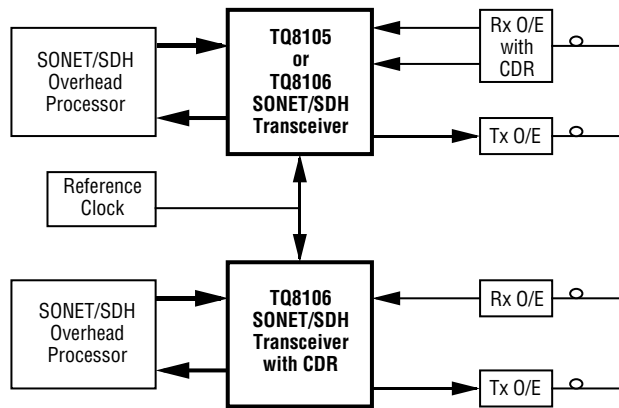 SONET/SDH
Overhead
Processor
TQ8105
or
TQ8106
SONET/SDH
Transceiver
Rx O/E
with
CDR
Tx O/E
Reference
Clock
SONET/SDH
Overhead
Processor
TQ8106
SONET/SDH
Transceiver
with CDR
Rx O/E
Tx O/E